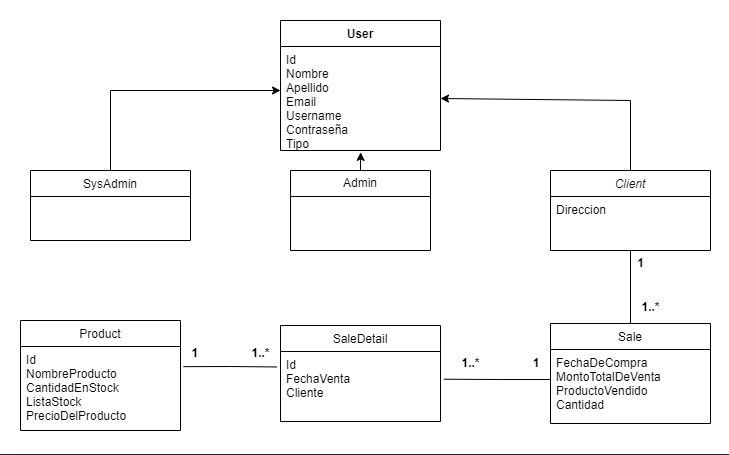 User
Id
Nombre
Apellido
Email
Username
Contraseña
Tipo
SysAdmin
Admin
Client
Direccion
1
1..*
Product
Id
NombreProducto
CantidadEnStock
ListaStock
PrecioDelProducto
1
1..*
SaleDetail
Id
FechaVenta
Cliente
1..*
1
Sale
FechaDeCompra
MontoTotalDeVenta
ProductoVendido
Cantidad